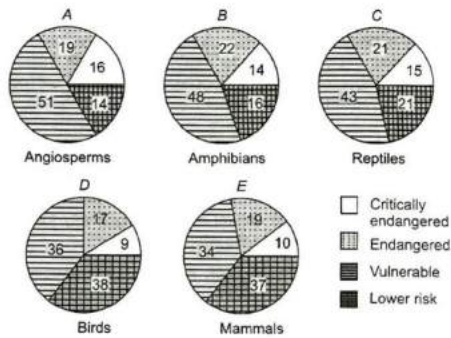 A
19
16
51
14
Angiosperms
B
22
14
48
16
Amphibians
C
21
15
43
21
Reptiles
D
17
9
36
38
Birds
E
19
10
34
37
Mammals
Critically
endangered
Endangered
Vulnerable
Lower risk